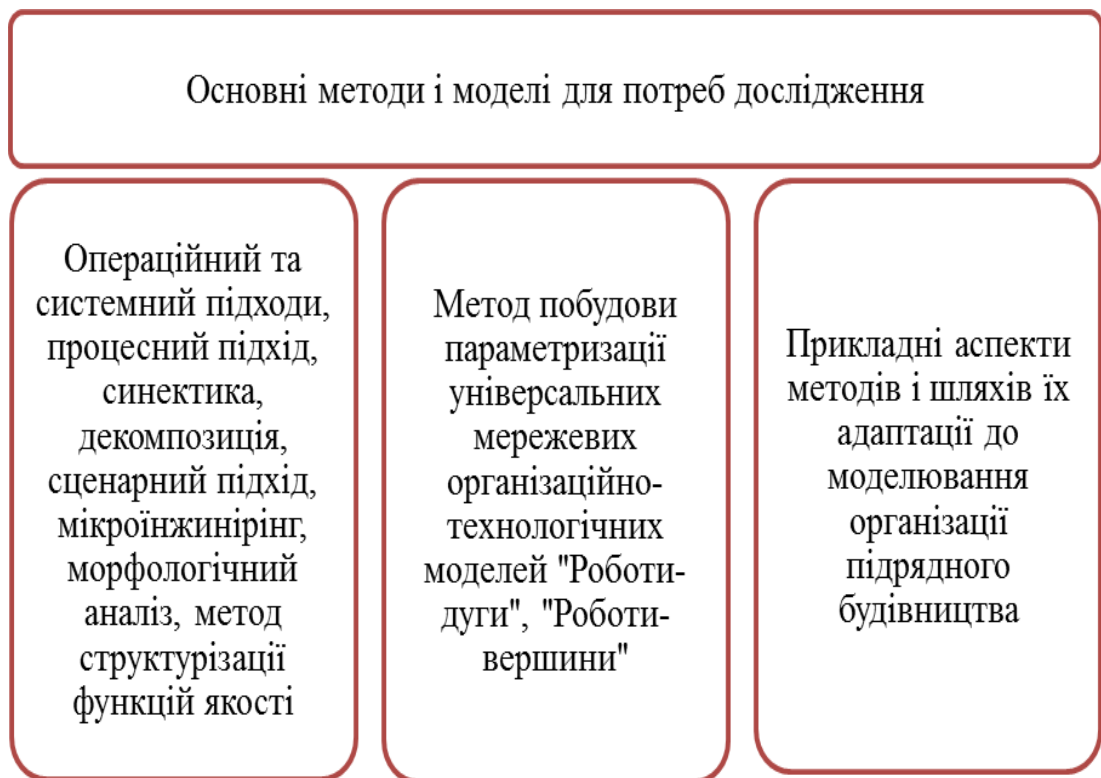 Основні методи і моделі для потреб дослідження
Операційний та
системний підходи,
процесний підхід,
синектика,
декомпозиція,
сценарний підхід,
мікроінжинірінг,
морфологічний
аналіз, метод
структурізації
функцій якості
Метод побудови
параметризації
універсальних
мережевих
організаційно-
технологічних
моделей "Роботи-
дуги", "Роботи-
вершини"
Прикладні аспекти
методів і шляхів їх
адаптації до
моделювання
організації
підрядного
будівництва